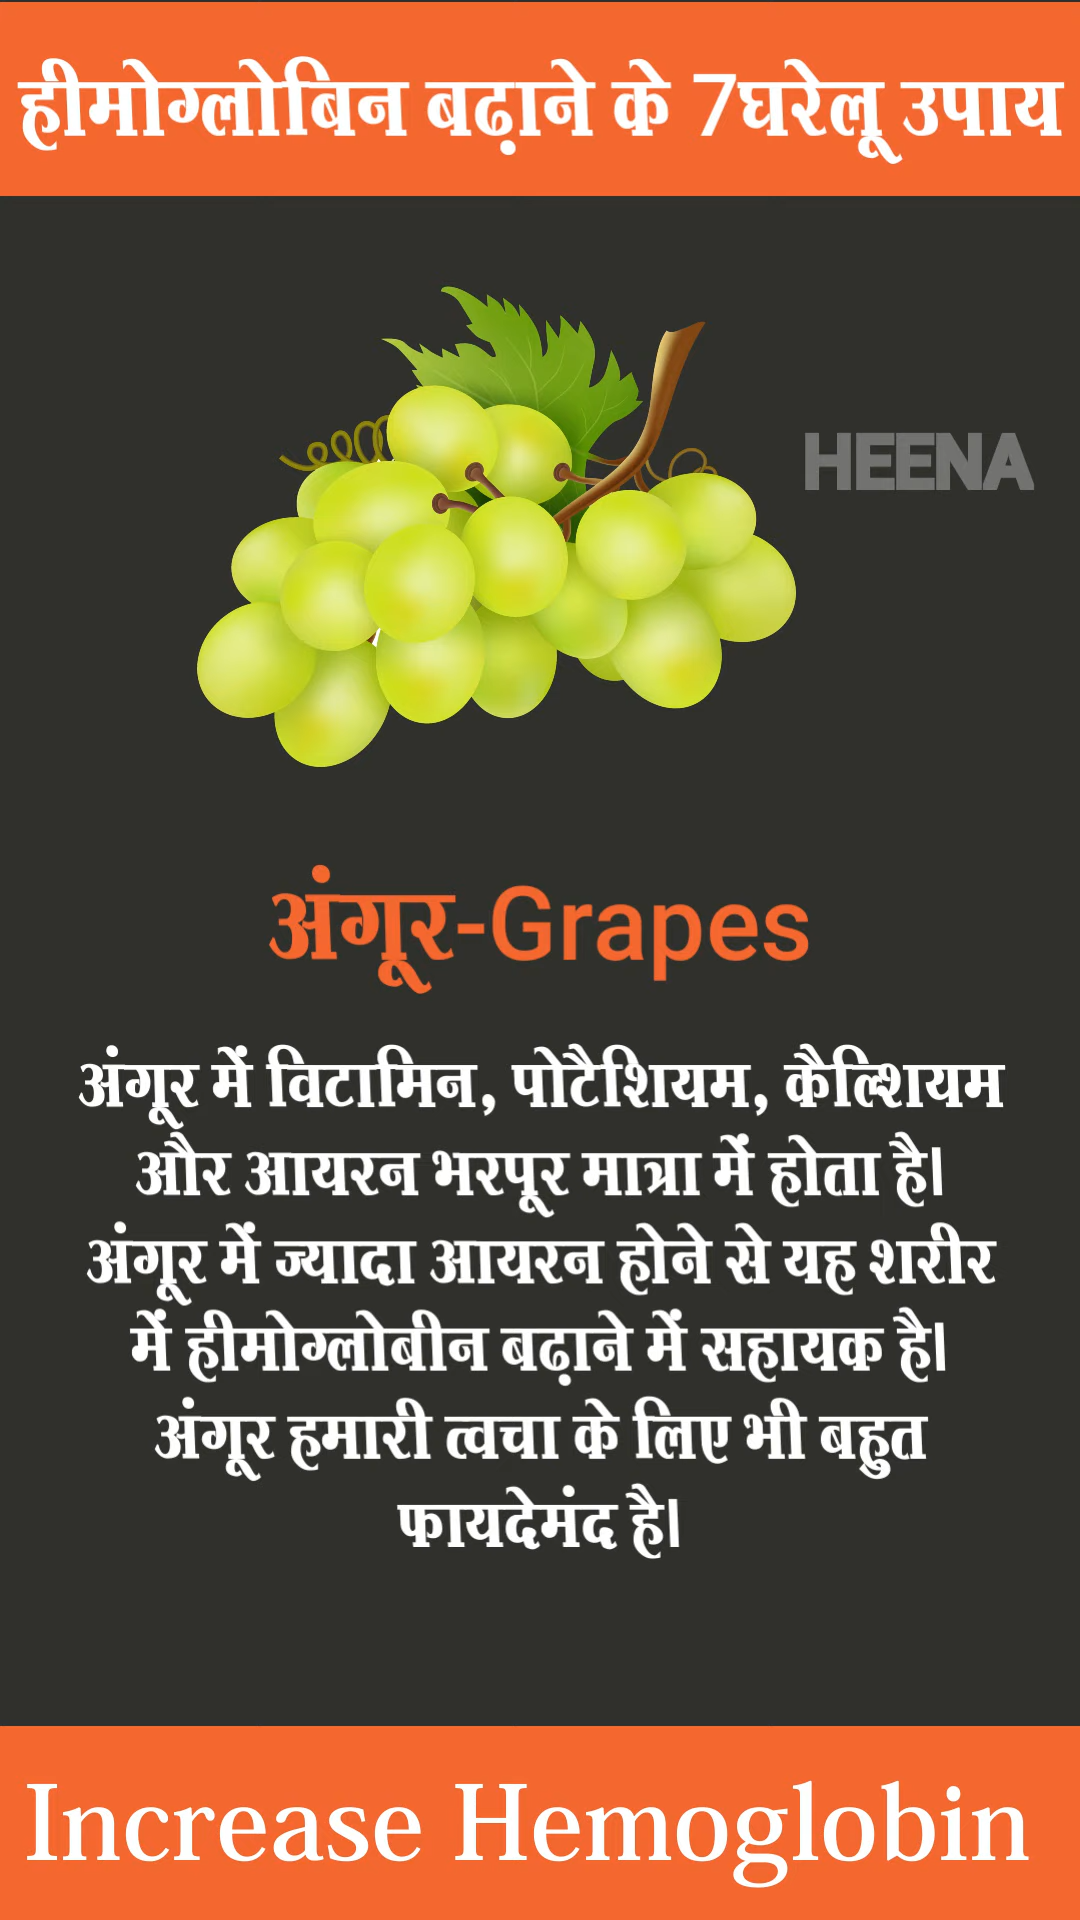 हीमोग्लोबिन बढ़ाने के 7घरेलू उपाय
HEENA
अंगूर-Grapes
अंगूर में विटामिन, पोटैशियम, कैल्शियम
और आयरन भरपूर मात्रा में होता है।
अंगूर में ज्यादा आयरन होने से यह शरीर
में हीमोग्लोबीन बढ़ाने में सहायक है।
अंगूर हमारी त्वचा के लिए भी बहुत
फायदेमंद है।
Increase Hemoglobin